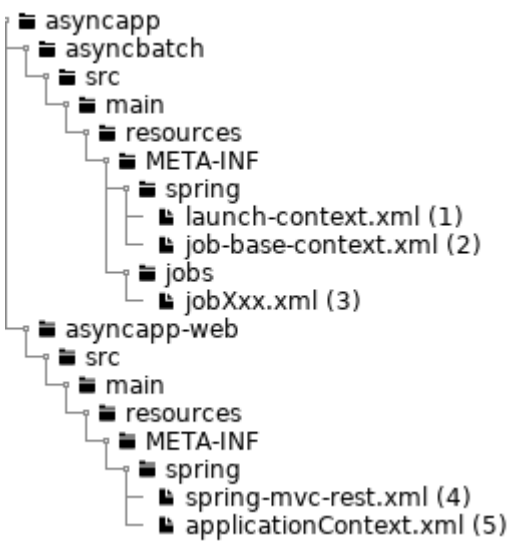 asyncapp
asyncbatch
src
main
resources
META-INF
spring
launch-context.xml (1)
job-base-context.xml (2)
jobs
jobXxx.xml (3)
asyncapp-web
src
main
resources
META-INF
spring
spring-mvc-rest.xml (4)
applicationContext.xml (5)